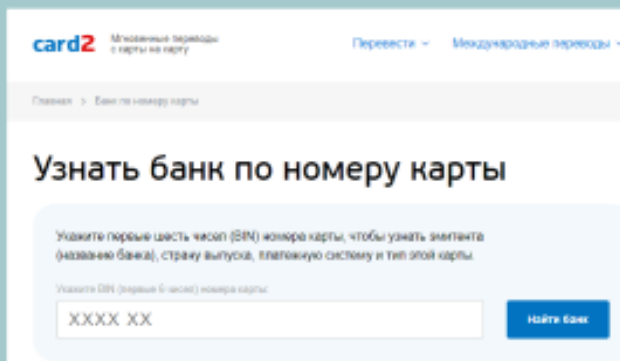 card2
Мгновенные переводы
с карты на карту
Перевести
Международные переводы
Главная > Банк по номеру карты
Узнать банк по номеру карты
Укажите первые шесть чисел (BIN) номера карты, чтобы узнать эмитента
(название банка), страну выпуска, платежную систему и тип этой карты.
Укажите BIN (первые 6 чисел) номера карты:
XXXX XX
Найти банк